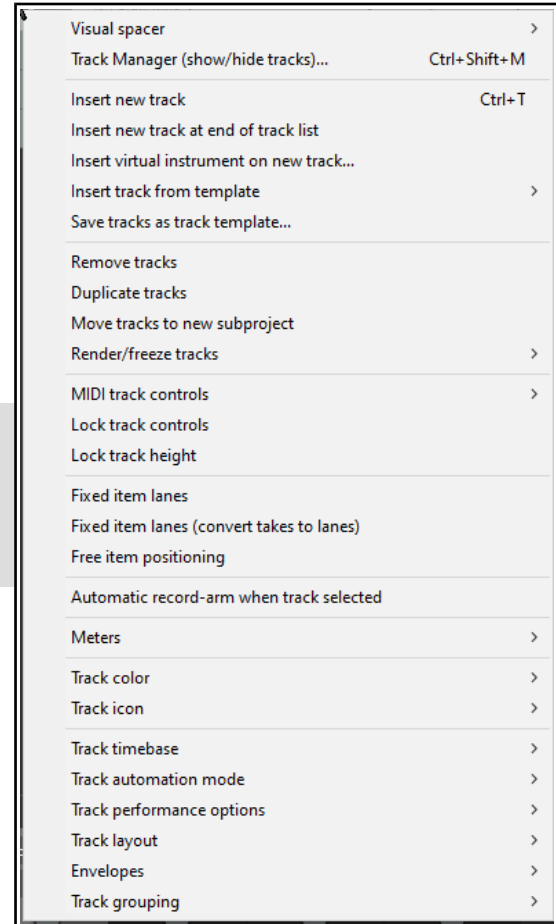 Visual spacer
Track Manager (show/hide tracks)... Ctrl+Shift+M
Insert new track Ctrl+T
Insert new track at end of track list
Insert virtual instrument on new track...
Insert track from template
Save tracks as track template...
Remove tracks
Duplicate tracks
Move tracks to new subproject
Render/freeze tracks
MIDI track controls
Lock track controls
Lock track height
Fixed item lanes
Fixed item lanes (convert takes to lanes)
Free item positioning
Automatic record-arm when track selected
Meters
Track color
Track icon
Track timebase
Track automation mode
Track performance options
Track layout
Envelopes
Track grouping